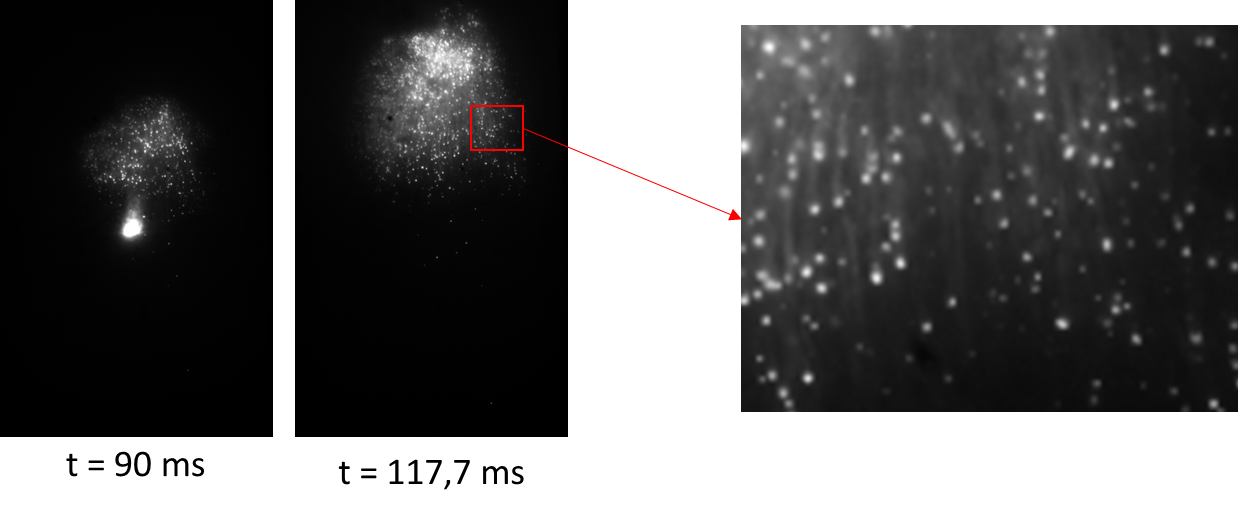 t = 90 ms
t = 117,7 ms